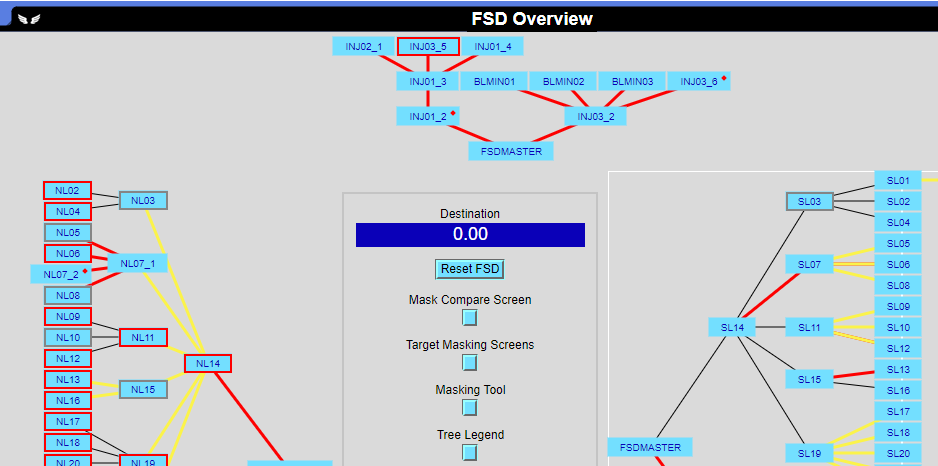 FSD Overview
INJ02_1 INJ03_5 INJ01_4
INJ01_3 BLMIN01 BLMIN02 BLMIN03 INJ03_6
INJ01_2 INJ03_2
FSDMASTER
NL02
NL03
NL04
NL05
NL06
NL07_1
NL07_2
NL08
NL09
NL10
NL11
NL12
NL13
NL14
NL15
NL16
NL17
NL18
NL19
NL20
Destination
0.00
Reset FSD
Mask Compare Screen
Target Masking Screens
Masking Tool
Tree Legend
SL01
SL02
SL03
SL04
SL05
SL06
SL07
SL08
SL09
SL10
SL11
SL12
SL13
SL14
SL15
SL16
SL17
SL18
SL19
SL20
FSDMASTER